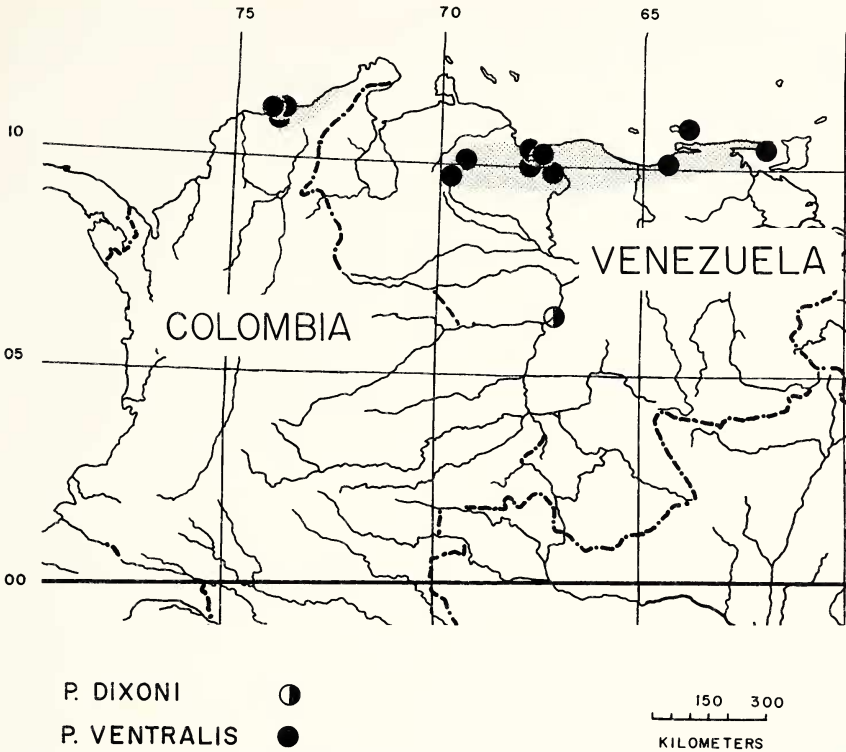 75 70 65
10
VENEZUELA
COLOMBIA
05
00
P. DIXONI
P. VENTRALIS
150 300
KILOMETERS